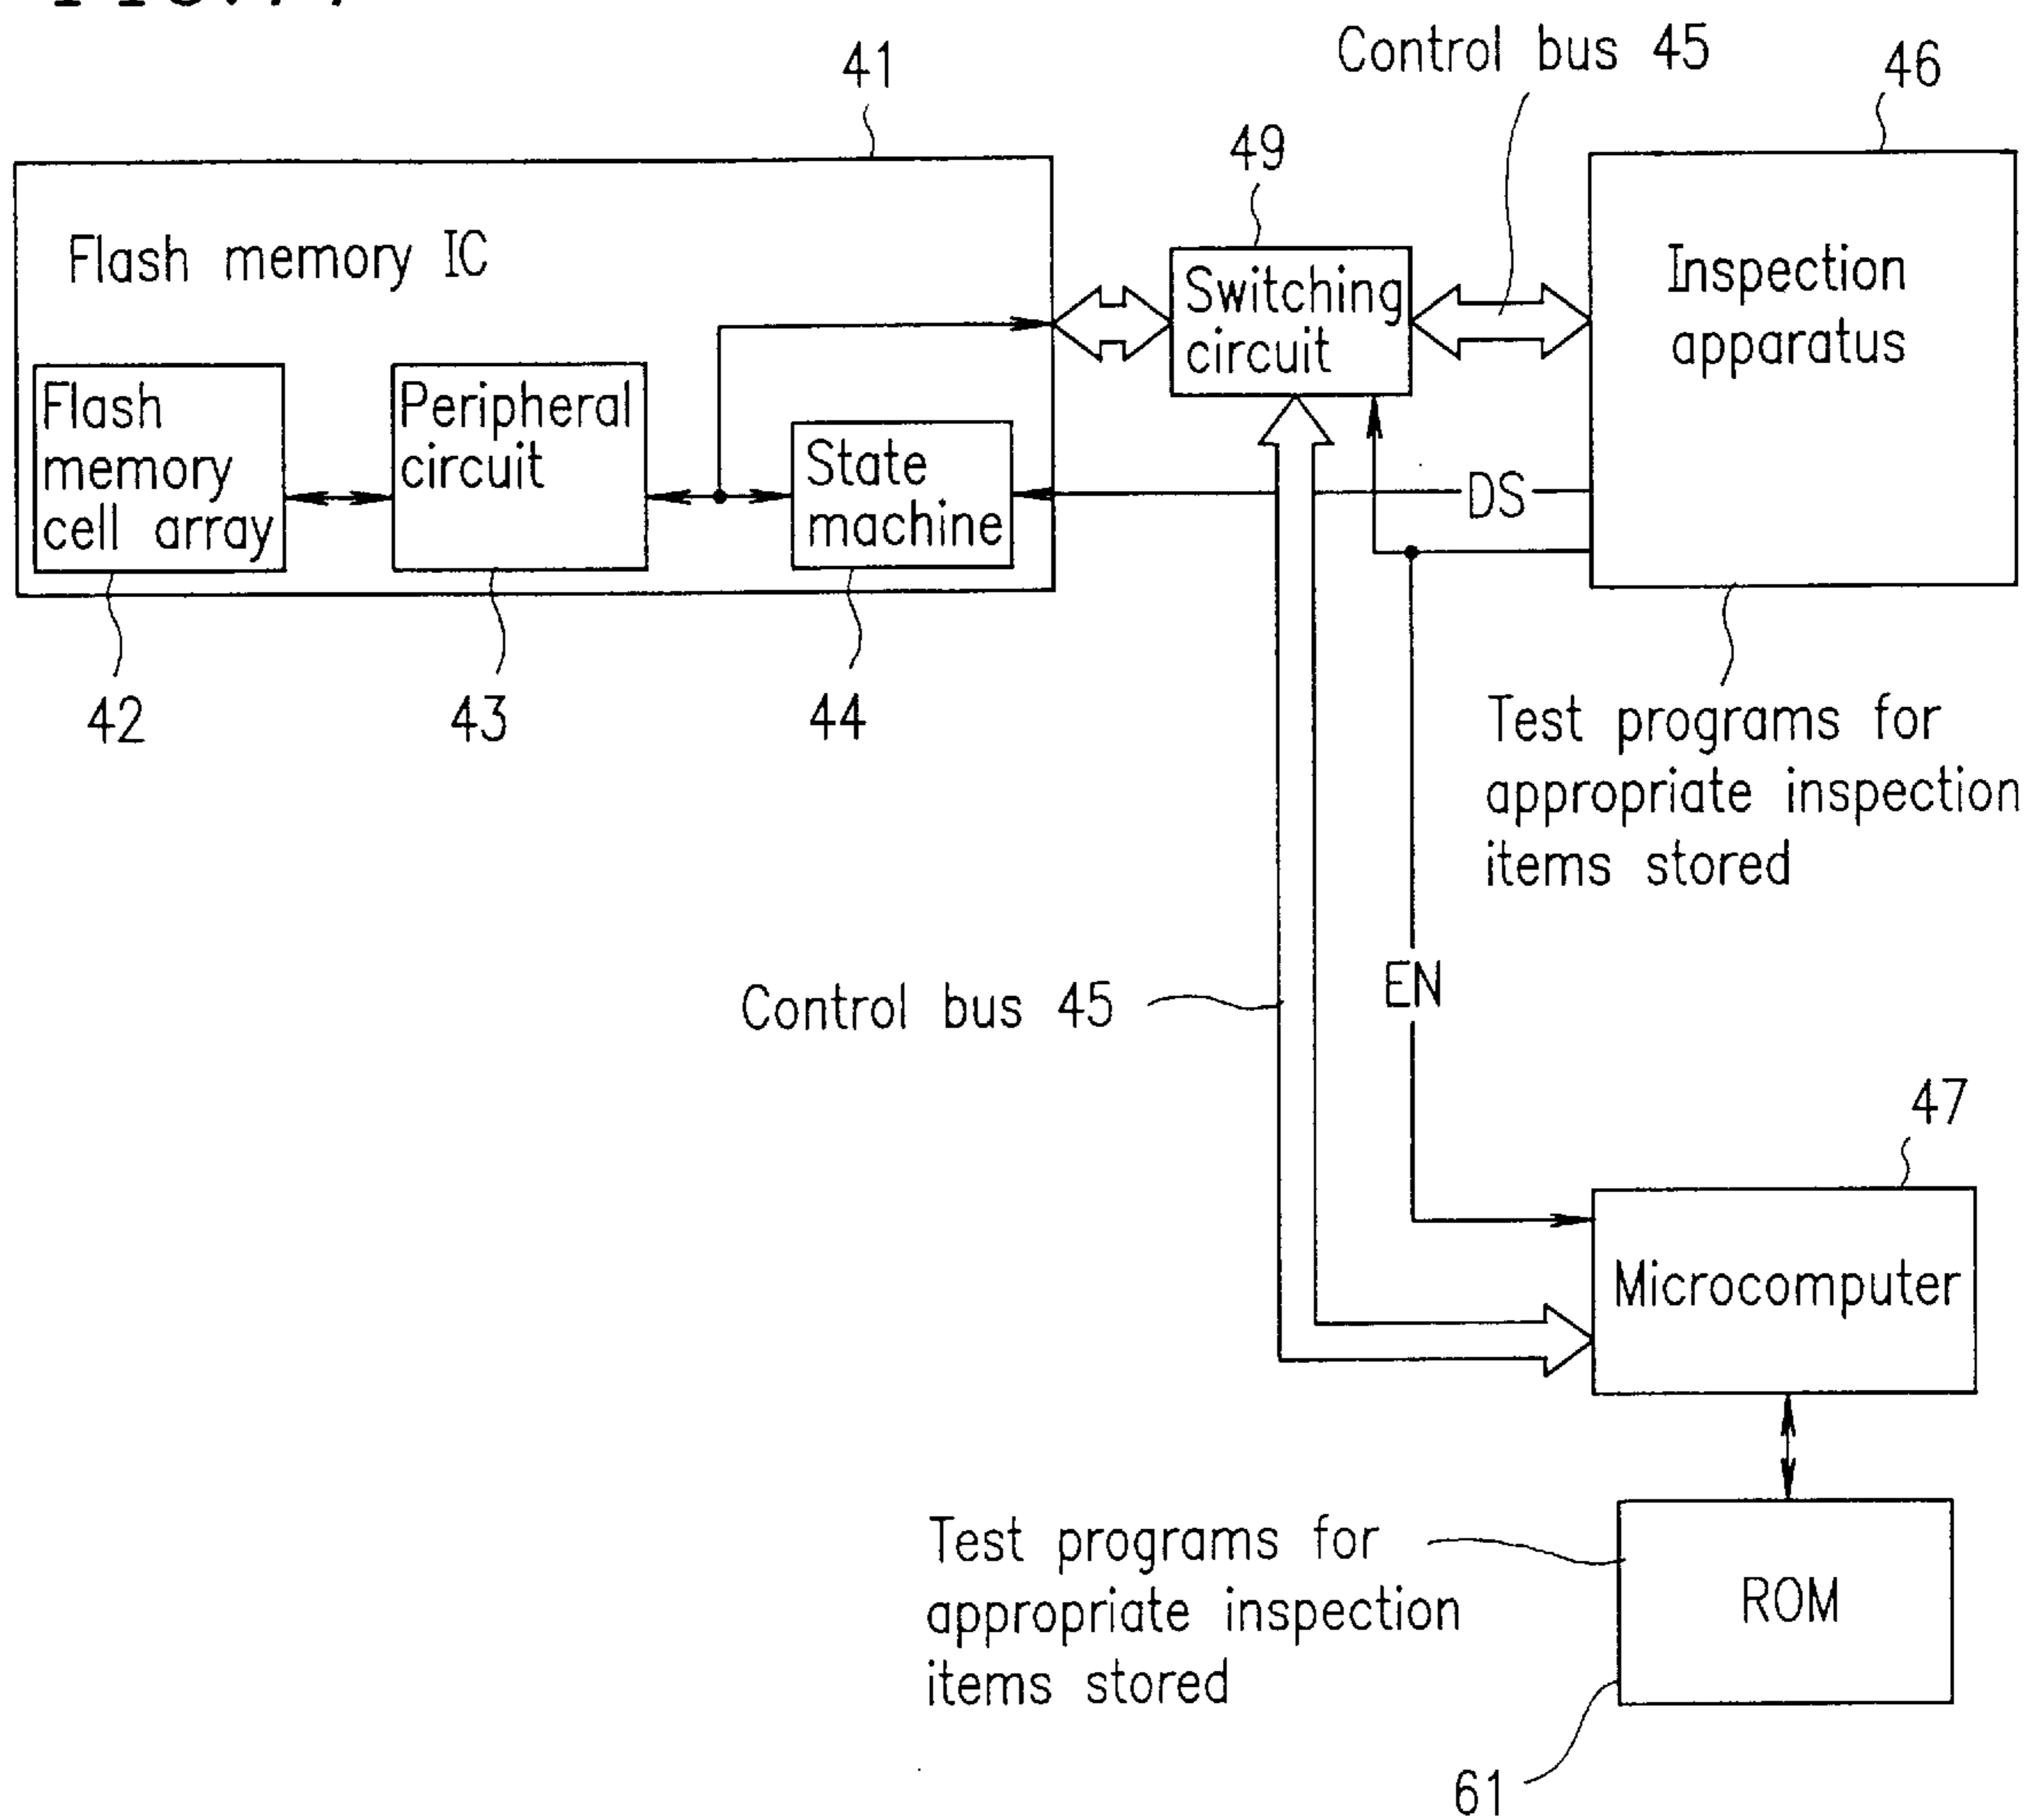 41
Control bus 45
46
49
Flash memory IC
Switching
circuit
Inspection
apparatus
Flash
memory
cell array
Peripheral
circuit
State
machine
DS
42
43
44
Test programs for
appropriate inspection
items stored
Control bus 45
EN
47
Microcomputer
Test programs for
appropriate inspection
items stored
ROM
61